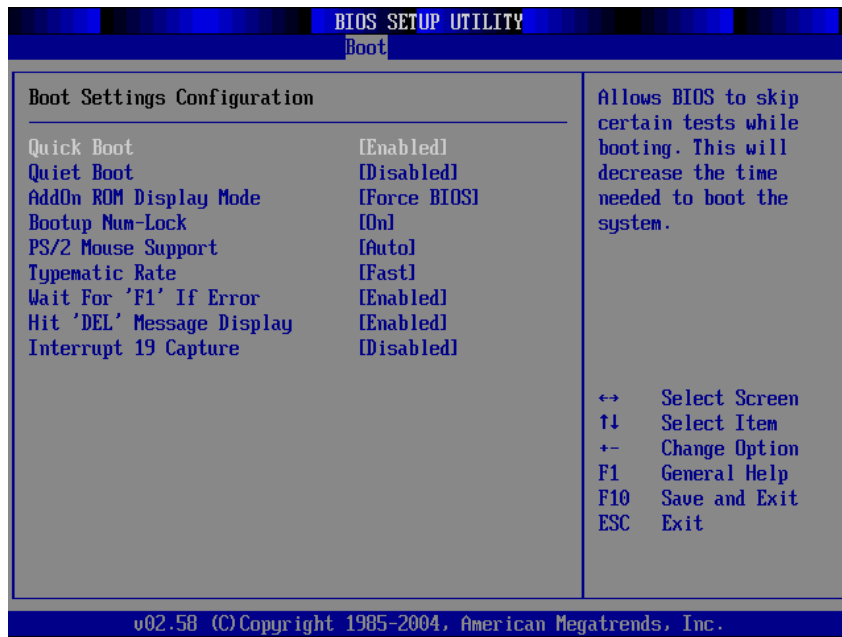 BIOS SETUP UTILITY
Boot
Boot Settings Configuration
Quick Boot [Enabled]
Quiet Boot [Disabled]
AddOn ROM Display Mode [Force BIOS]
Bootup Num-Lock [On]
PS/2 Mouse Support [Auto]
Typematic Rate [Fast]
Wait For 'F1' If Error [Enabled]
Hit 'DEL' Message Display [Enabled]
Interrupt 19 Capture [Disabled]
Allows BIOS to skip
certain tests while
booting. This will
decrease the time
needed to boot the
system.
↔ Select Screen
↑↓ Select Item
+- Change Option
F1 General Help
F10 Save and Exit
ESC Exit
v02.58 (C)Copyright 1985-2004, American Megatrends, Inc.